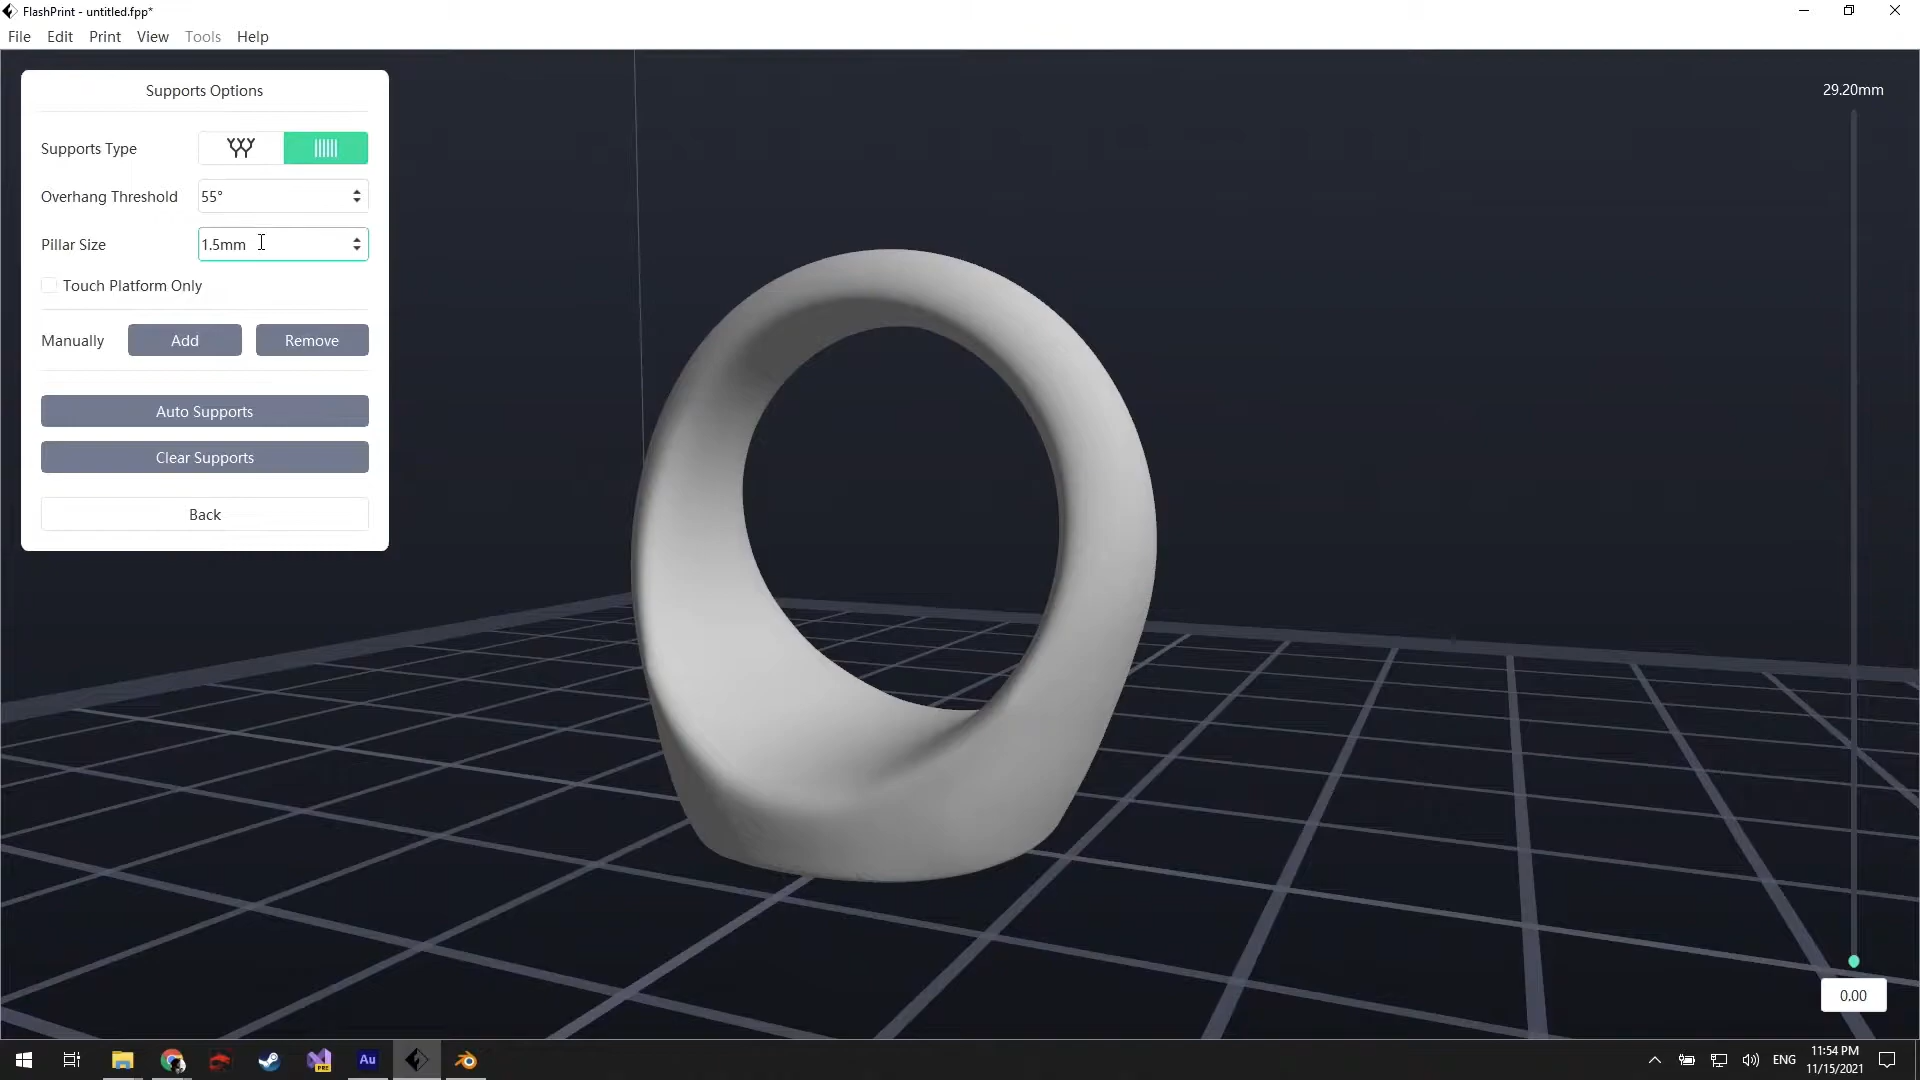 FlashPrint - untitled.fpp*
File Edit Print View Tools Help
Supports Options
29.20mm
Supports Type
Overhang Threshold 55°
Pillar Size 1.5mm
Touch Platform Only
Manually Add Remove
Auto Supports
Clear Supports
Back
0.00
PRE
Au
ENG
11:54 PM
11/15/2021